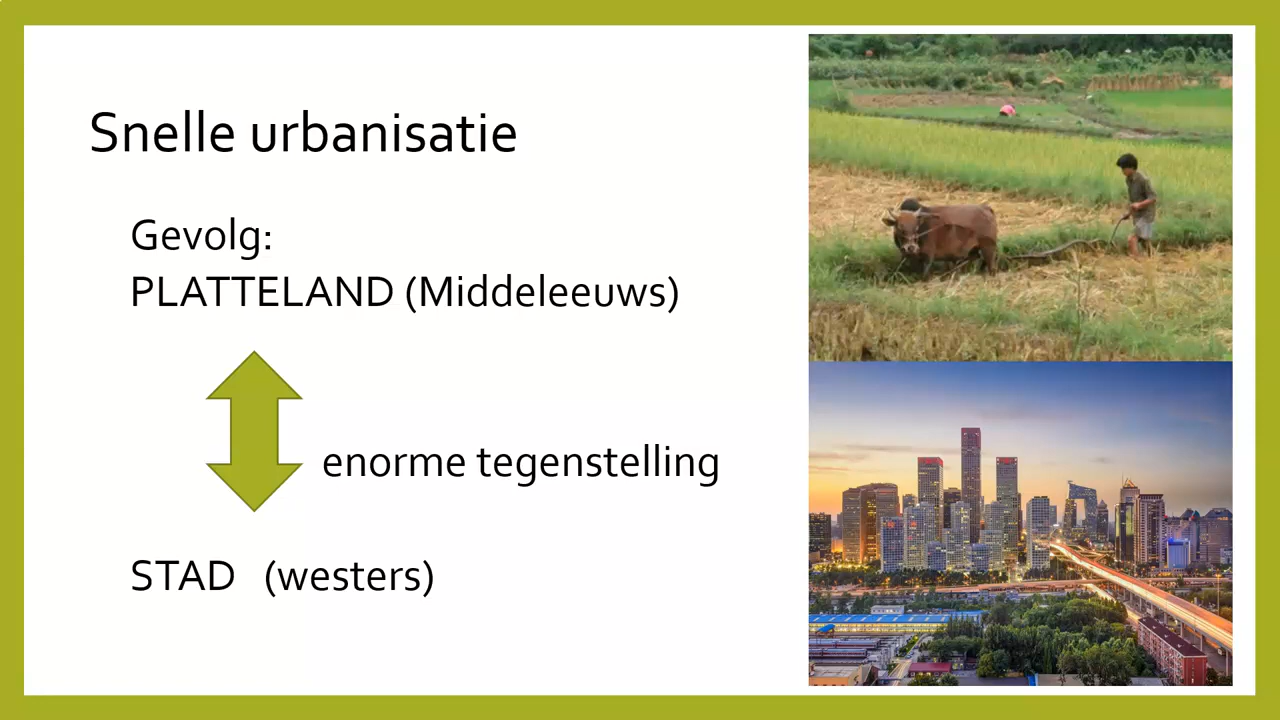 Snelle urbanisatie
Gevolg:
PLATTELAND (Middeleeuws)
enorme tegenstelling
STAD (westers)